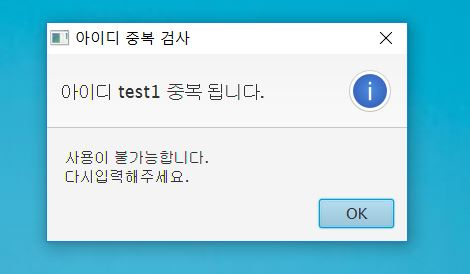 아이디 중복 검사
아이디 test1 중복 됩니다.
사용이 불가능합니다.
다시입력해주세요.
OK